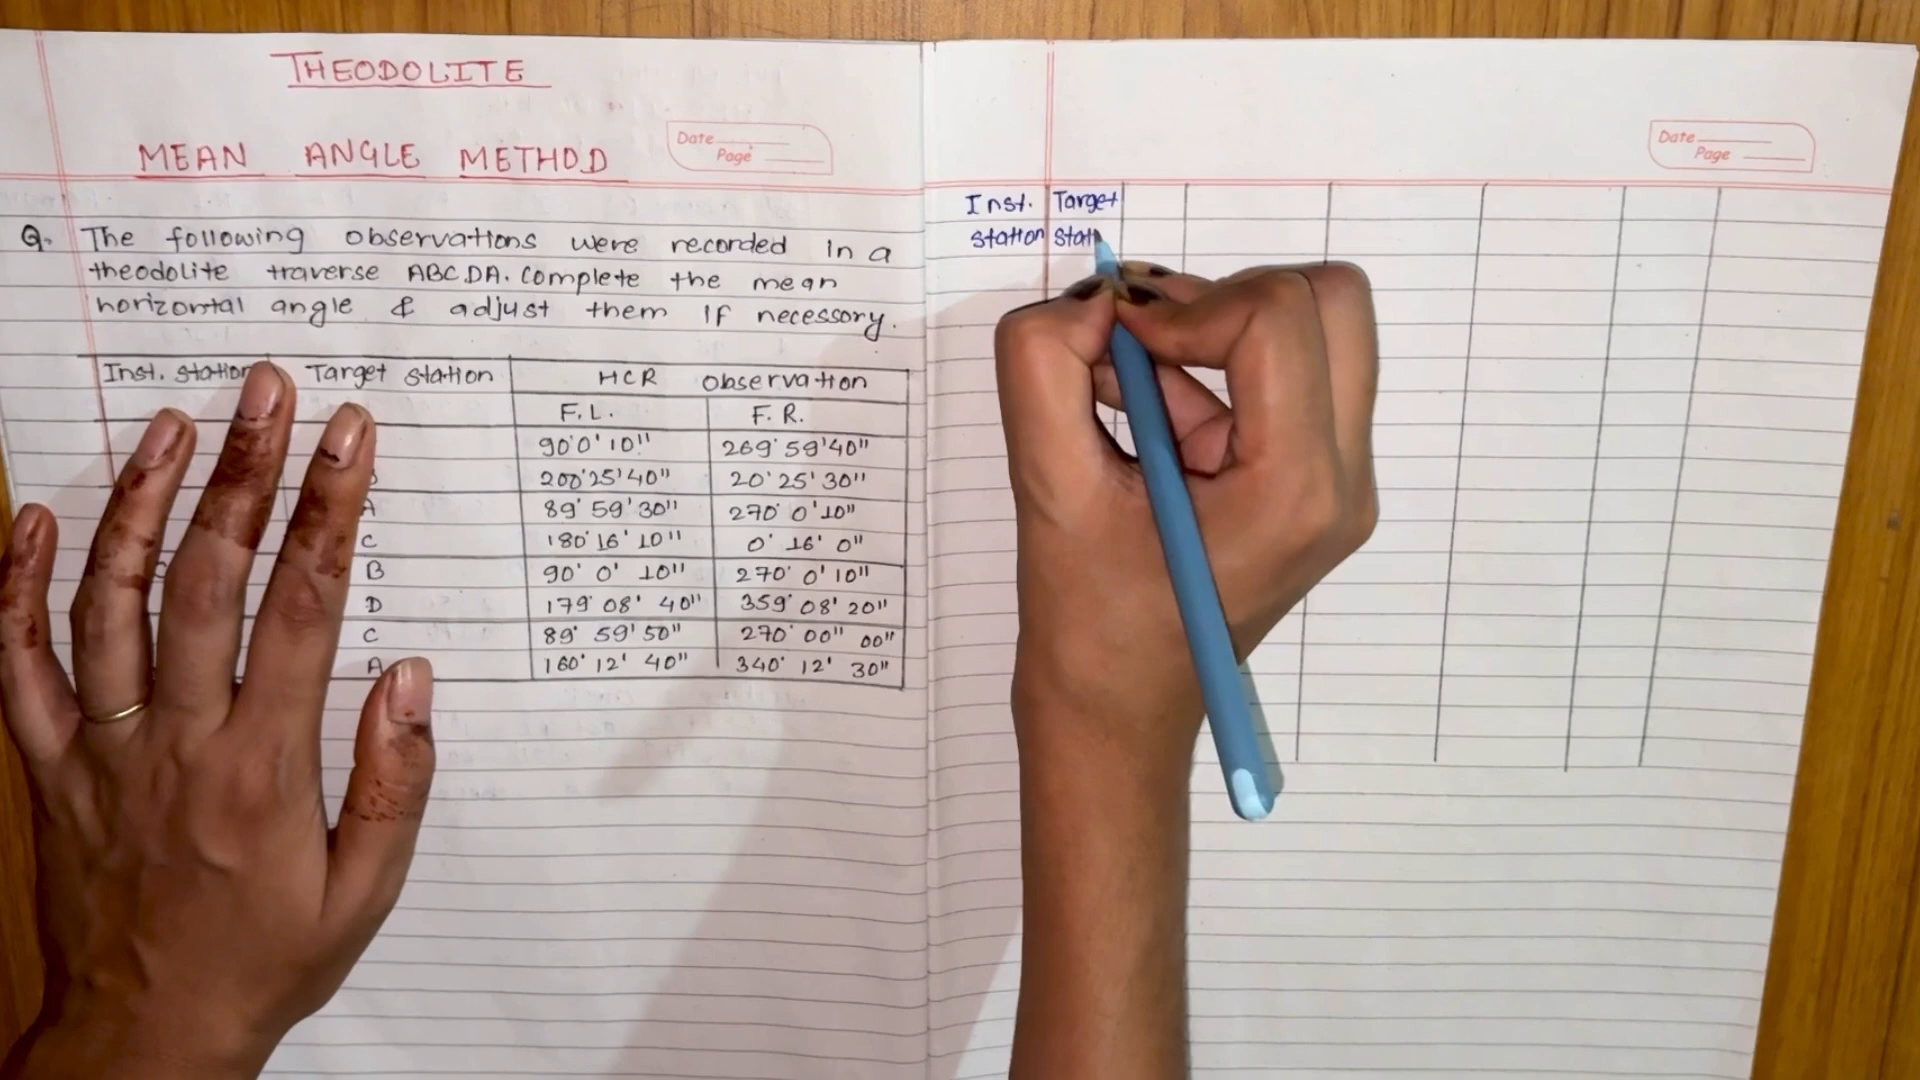 THEODOLITE
MEAN ANGLE METHOD
Date
Page
Q. The following observations were recorded in a
theodolite traverse ABCDA. Complete the mean
horizontal angle & adjust them if necessory.
Inst. station Target station HCR observation
F.L. F.R.
90° 0' 10" 269° 59' 40"
200° 25' 40" 20° 25' 30"
A 89° 59' 30" 270° 0' 10"
C 180° 16' 10" 0° 16' 0"
B 90° 0' 10" 270° 0' 10"
D 179° 08' 40" 359° 08' 20"
C 89° 59' 50" 270° 00" 00"
A 160° 12' 40" 340° 12' 30"
Date
Page
Inst. Target
station stati